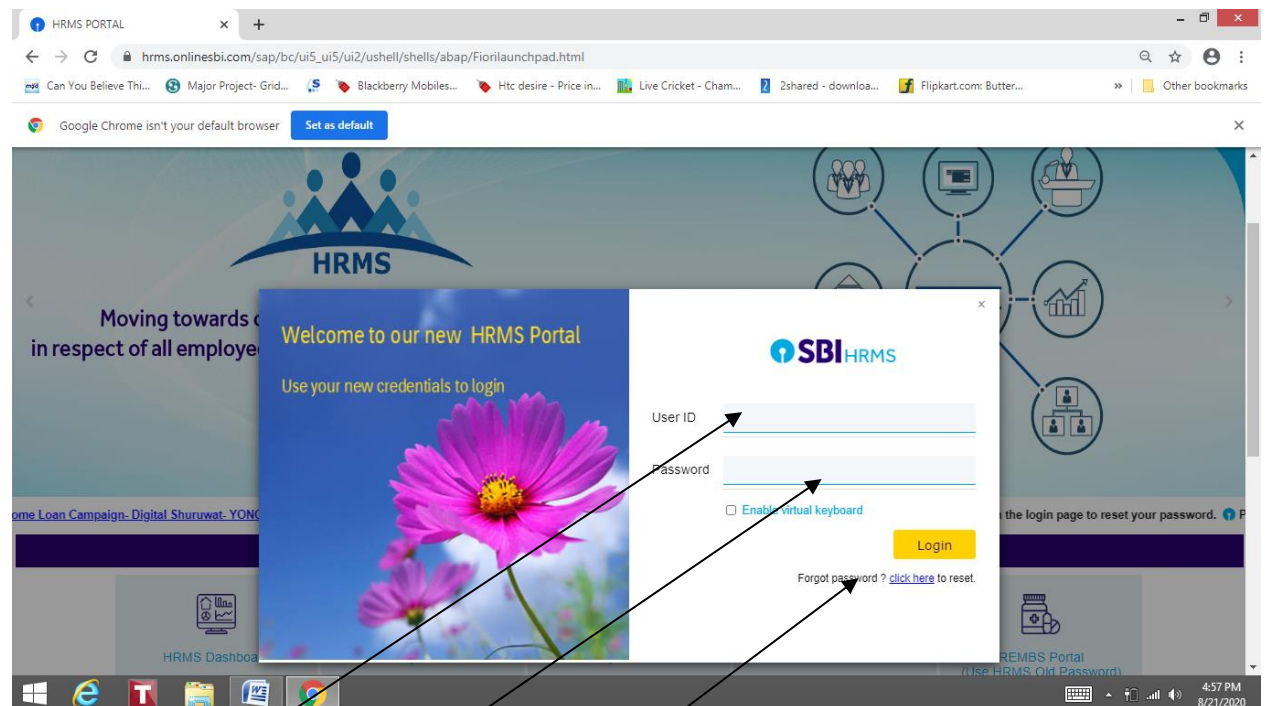 HRMS PORTAL
hrms.onlinesbi.com/sap/bc/ui5_ui5/ui2/ushell/shells/abap/Fiorilaunchpad.html
Can You Believe Thi... Major Project- Grid... Blackberry Mobiles... Htc desire - Price in... Live Cricket - Cham... 2shared - downloa... Flipkart.com: Butter... » Other bookmarks
Google Chrome isn't your default browser Set as default
HRMS
Moving towards
in respect of all employe
Welcome to our new HRMS Portal
Use your new credentials to login
SBI HRMS
User ID
Password
Enable virtual keyboard
Login
Forgot password ? click here to reset.
ome Loan Campaign- Digital Shuruwat- YONO
the login page to reset your password.
HRMS Dashboa
REMBS Portal
(Use HRMS Old Password)
4:57 PM
8/21/2020